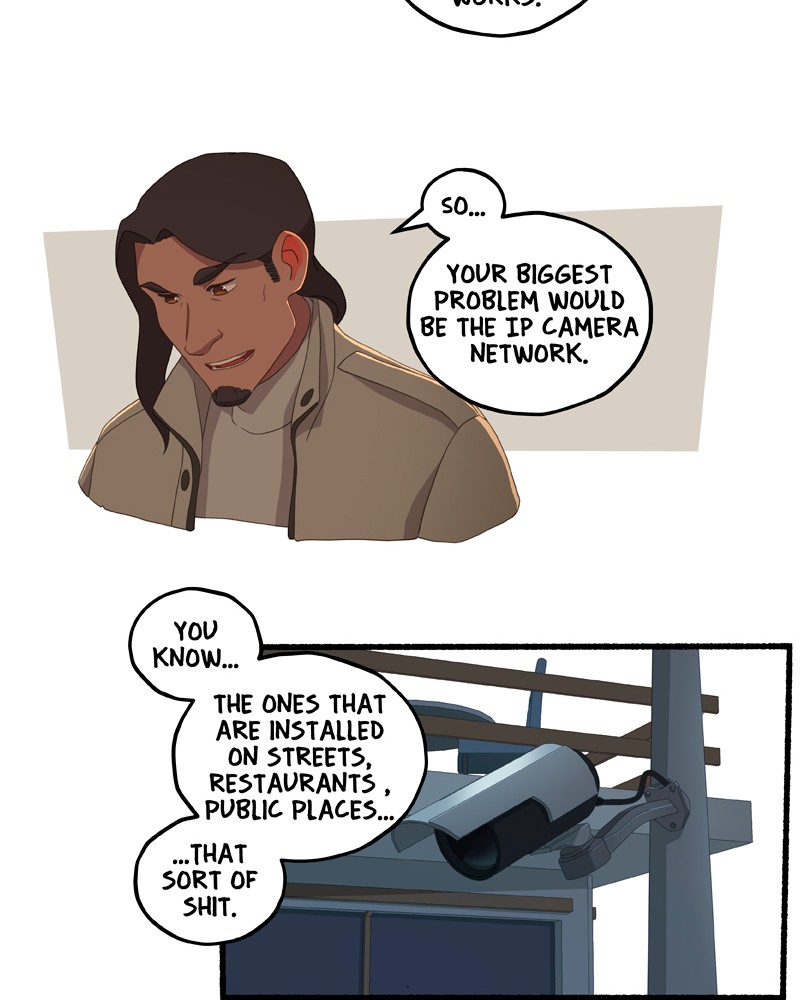 WORKS.
SO...
YOUR BIGGEST
PROBLEM WOULD
BE THE IP CAMERA
NETWORK.
YOU
KNOW...
THE ONES THAT
ARE INSTALLED
ON STREETS,
RESTAURANTS ,
PUBLIC PLACES...
...THAT
SORT OF
SHIT.